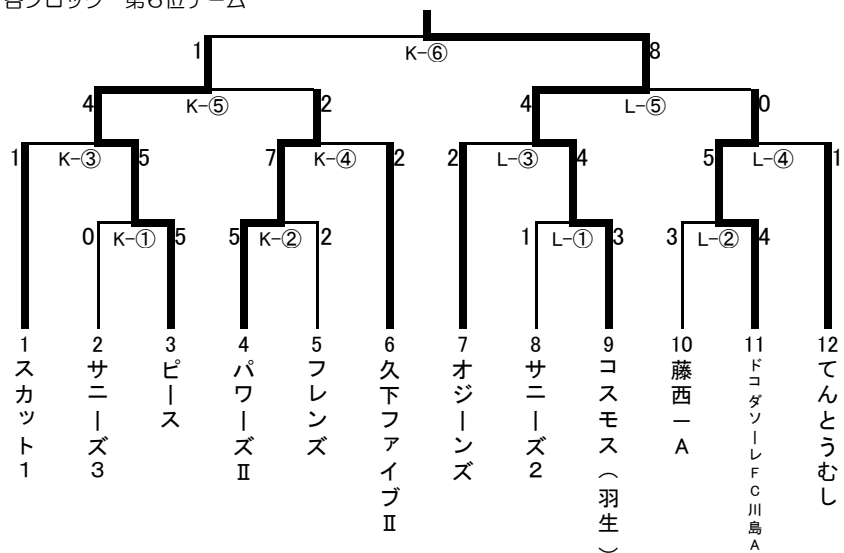 各ブロック 第6位チーム
1 K-⑥ 8
4 K-⑤ 2 4 L-⑤ 0
1 K-③ 5 7 K-④ 2 2 L-③ 4 5 L-④ 1
0 K-① 5 5 K-② 2 1 L-① 3 3 L-② 4
1 スカット1
2 サニーズ3
3 ピース
4 パワーズⅡ
5 フレンズ
6 久下ファイブⅡ
7 オジーンズ
8 サニーズ2
9 コスモス(羽生)
10 藤西ーA
11 ドコダソーレFC川島A
12 てんとうむし